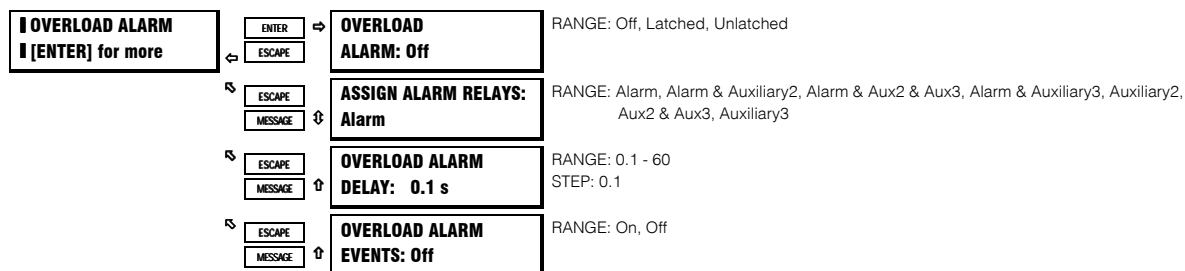 ▌OVERLOAD ALARM
▌[ENTER] for more
ENTER ⇨
⇦ ESCAPE
OVERLOAD
ALARM: Off
RANGE: Off, Latched, Unlatched
ESCAPE
MESSAGE
ASSIGN ALARM RELAYS:
Alarm
RANGE: Alarm, Alarm & Auxiliary2, Alarm & Aux2 & Aux3, Alarm & Auxiliary3, Auxiliary2,
Aux2 & Aux3, Auxiliary3
ESCAPE
MESSAGE
OVERLOAD ALARM
DELAY: 0.1 s
RANGE: 0.1 - 60
STEP: 0.1
ESCAPE
MESSAGE
OVERLOAD ALARM
EVENTS: Off
RANGE: On, Off